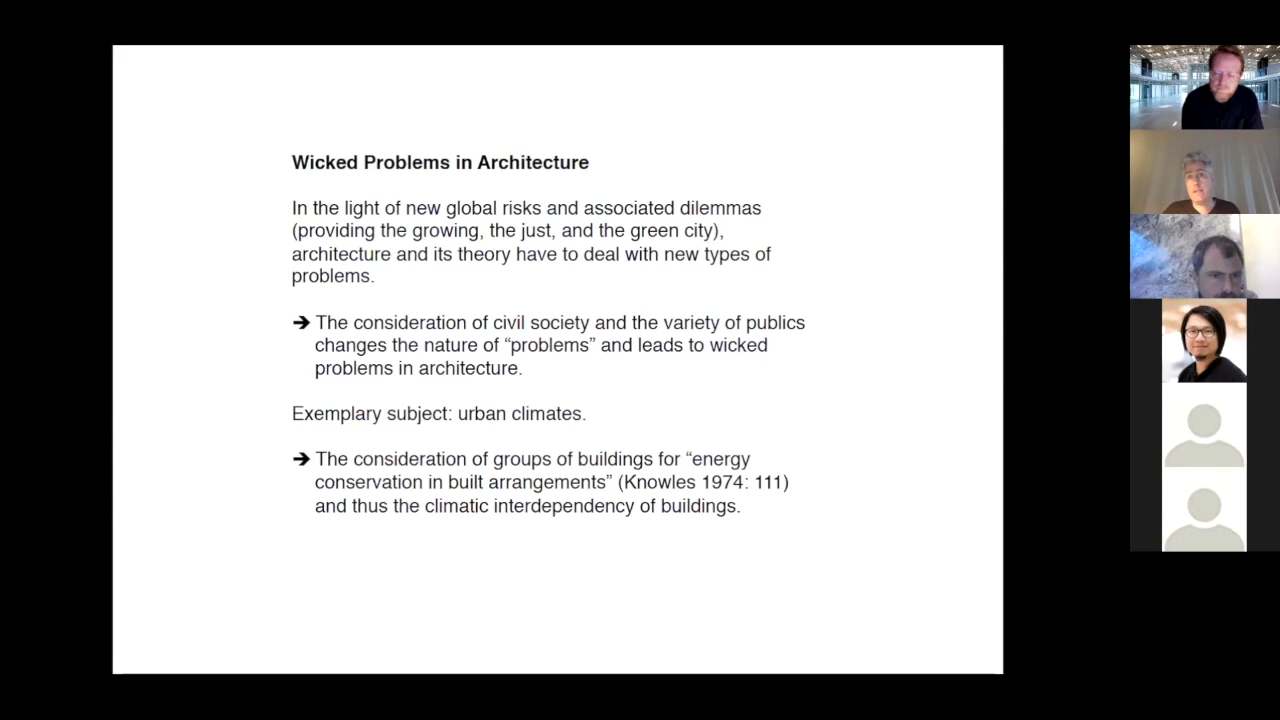 Wicked Problems in Architecture
In the light of new global risks and associated dilemmas
(providing the growing, the just, and the green city),
architecture and its theory have to deal with new types of
problems.
➔ The consideration of civil society and the variety of publics
changes the nature of “problems” and leads to wicked
problems in architecture.
Exemplary subject: urban climates.
➔ The consideration of groups of buildings for “energy
conservation in built arrangements” (Knowles 1974: 111)
and thus the climatic interdependency of buildings.